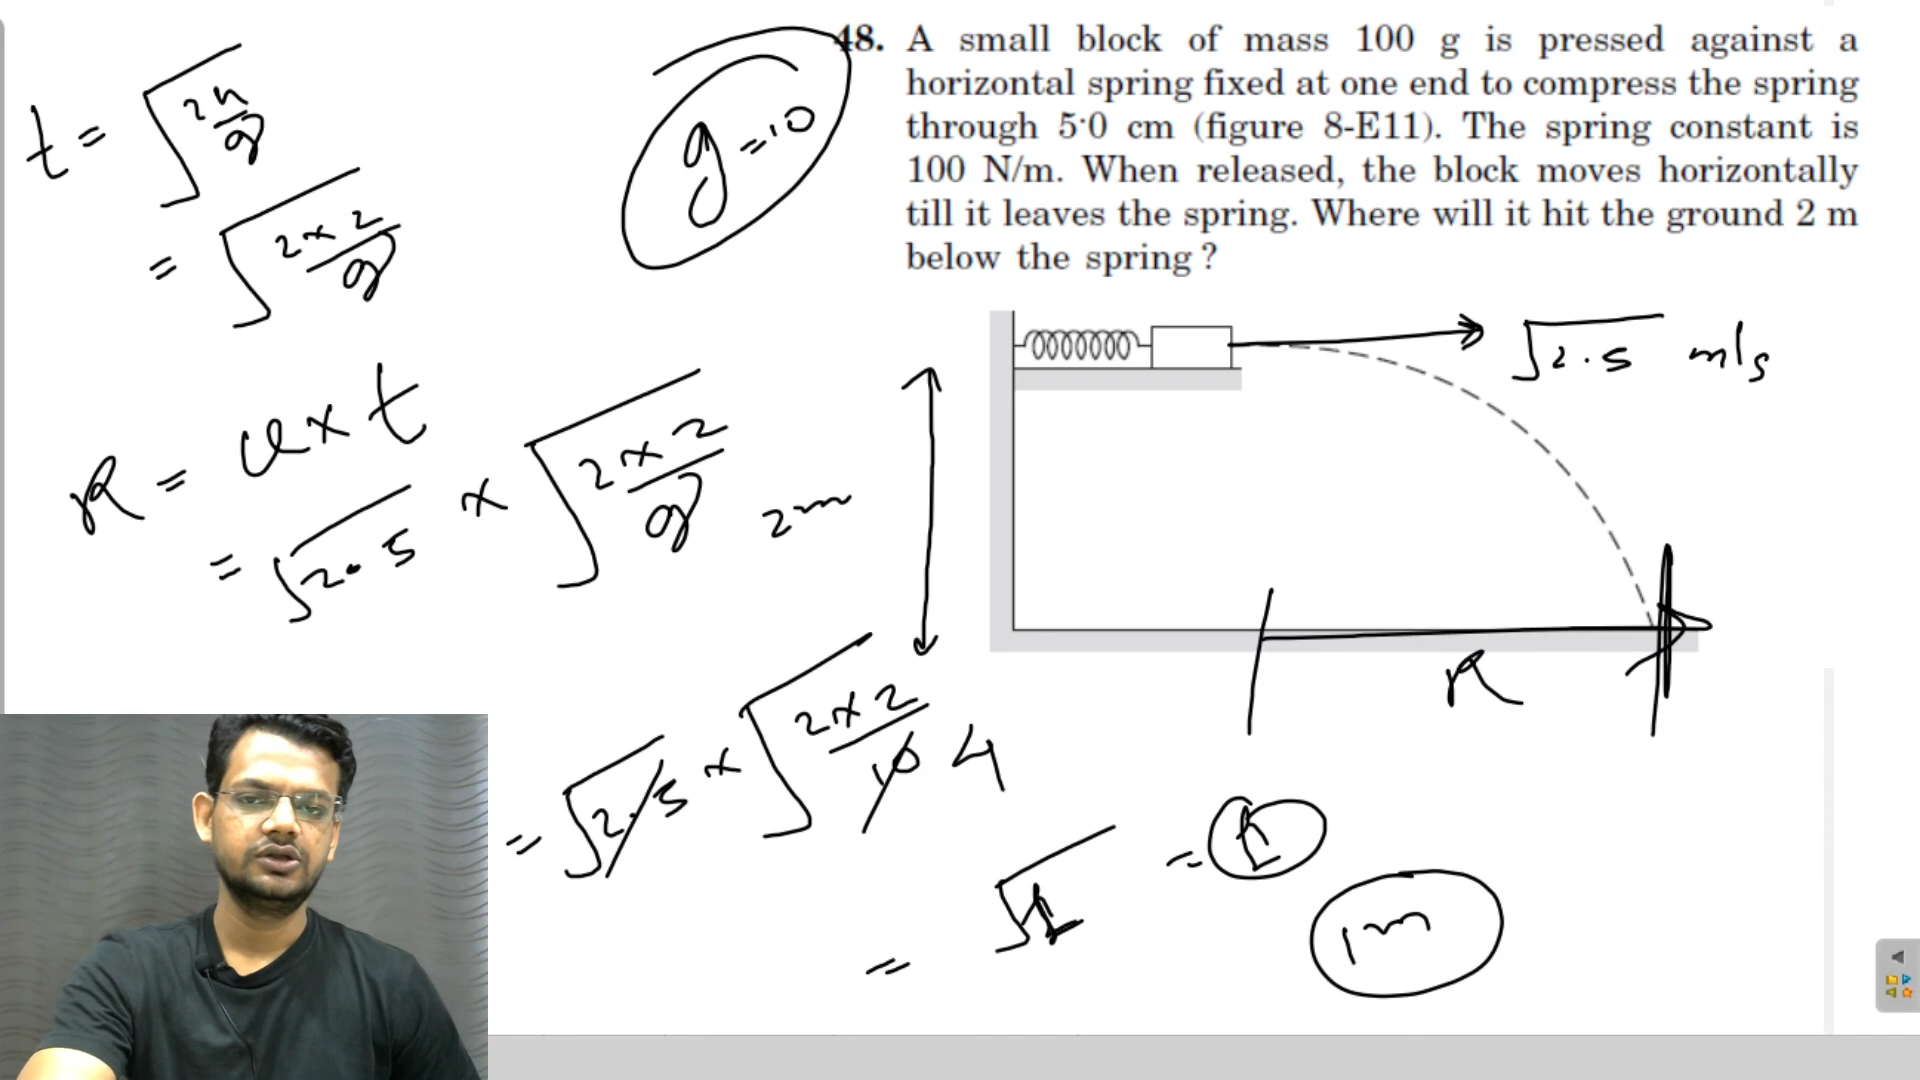 48. A small block of mass 100 g is pressed against a
horizontal spring fixed at one end to compress the spring
through 5·0 cm (figure 8-E11). The spring constant is
100 N/m. When released, the block moves horizontally
till it leaves the spring. Where will it hit the ground 2 m
below the spring ?
t = √(2h/g)
= √(2×2/g)
g = 10
R = u × t
= √2.5 × √(2×2/g)
2m
√2.5 m/s
R
= √2.5 × √(2×2/10) 4
= √1 = 1
1m